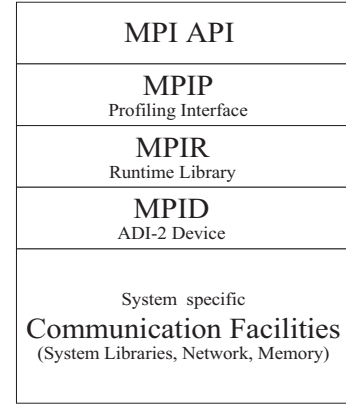 MPI API
MPIP
Profiling Interface
MPIR
Runtime Library
MPID
ADI-2 Device
System specific
Communication Facilities
(System Libraries, Network, Memory)